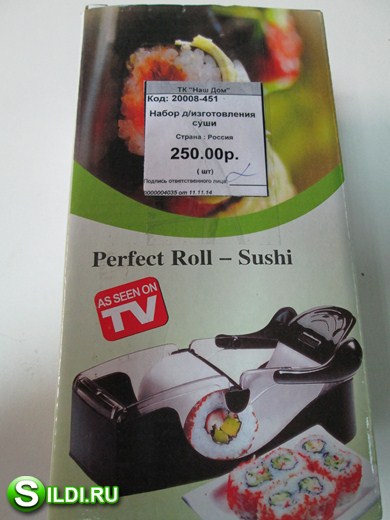 ТК "Наш Дом"
Код: 20008-451
Набор д/изготовления
суши
Страна : Россия
250.00р.
( шт)
Подпись ответственного лица
0000004035 от 11.11.14
Perfect Roll – Sushi
AS SEEN ON
TV
SILDI.RU